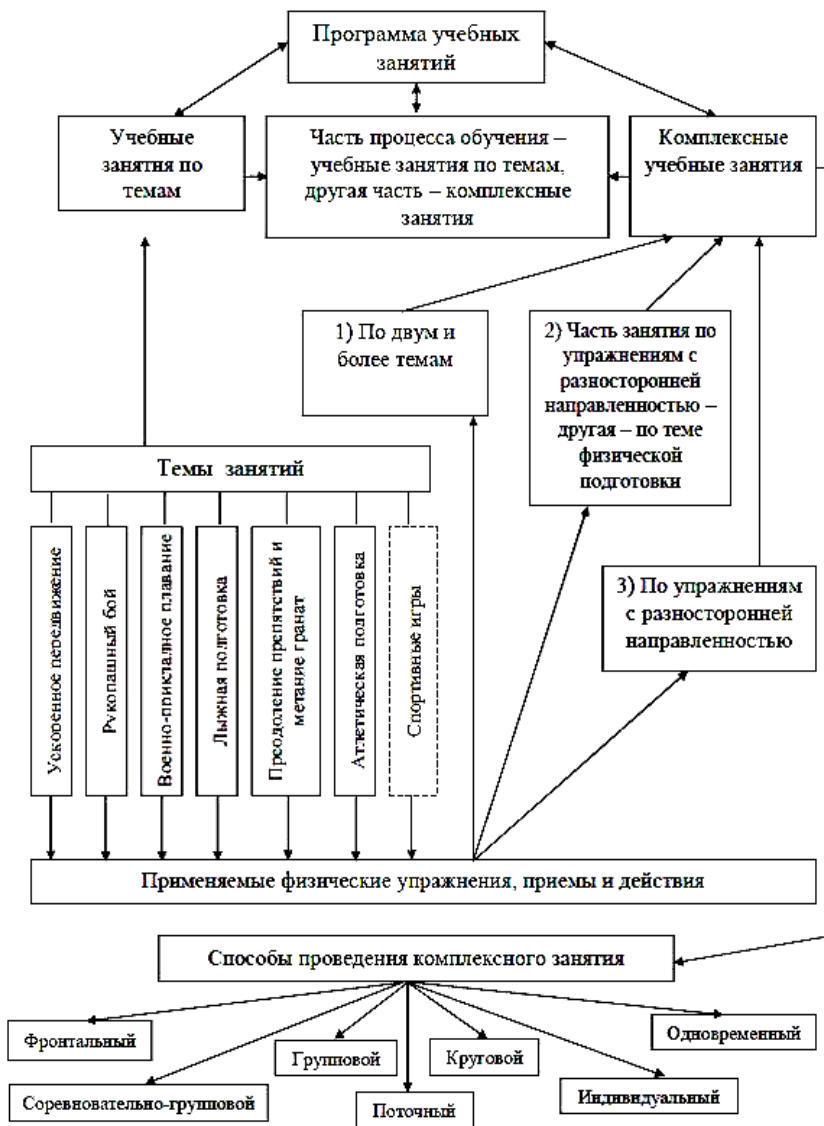 Программа учебных
занятий
Учебные
занятия по
темам
Часть процесса обучения –
учебные занятия по темам,
другая часть – комплексные
занятия
Комплексные
учебные занятия
1) По двум и
более темам
2) Часть занятия по
упражнениям с
разносторонней
направленностью –
другая – по теме
физической
подготовки
3) По упражнениям
с разносторонней
направленностью
Темы занятий
Ускоренное передвижение
Рукопашный бой
Военно-прикладное плавание
Лыжная подготовка
Преодоление препятствий и
метание гранат
Атлетическая подготовка
Спортивные игры
Применяемые физические упражнения, приемы и действия
Способы проведения комплексного занятия
Фронтальный
Соревновательно-групповой
Групповой
Поточный
Круговой
Индивидуальный
Одновременный